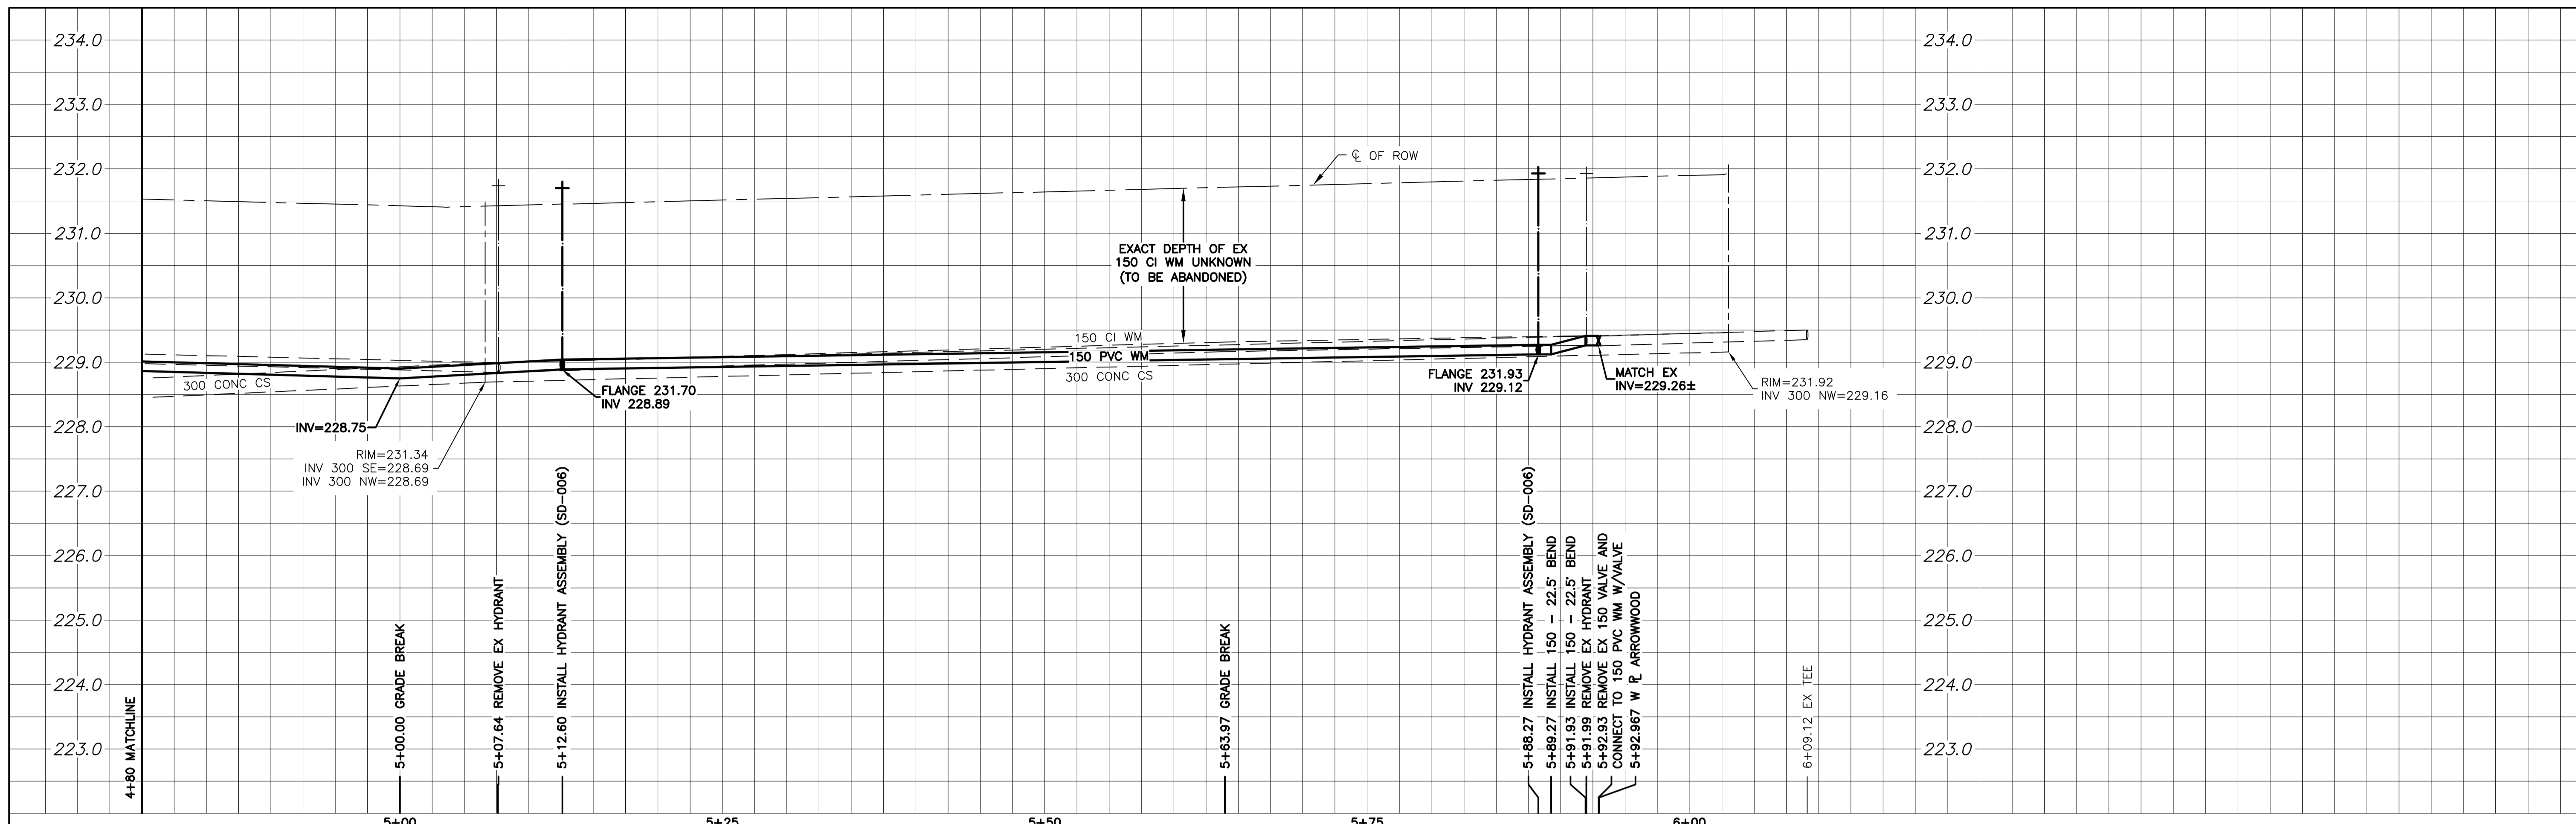 234.0
234.0
233.0
233.0
232.0
232.0
℄ OF ROW
231.0
231.0
EXACT DEPTH OF EX
150 CI WM UNKNOWN
(TO BE ABANDONED)
230.0
230.0
150 CI WM
229.0
150 PVC WM
229.0
300 CONC CS
300 CONC CS
FLANGE 231.70
INV 228.89
FLANGE 231.93
INV 229.12
MATCH EX
INV=229.26±
RIM=231.92
INV 300 NW=229.16
228.0
INV=228.75
228.0
RIM=231.34
INV 300 SE=228.69
INV 300 NW=228.69
227.0
227.0
226.0
226.0
225.0
225.0
224.0
224.0
223.0
223.0
4+80 MATCHLINE
5+00.00 GRADE BREAK
5+07.64 REMOVE EX HYDRANT
5+12.60 INSTALL HYDRANT ASSEMBLY (SD-006)
5+63.97 GRADE BREAK
5+88.27 INSTALL HYDRANT ASSEMBLY (SD-006)
5+89.27 INSTALL 150 - 22.5° BEND
5+91.93 INSTALL 150 - 22.5° BEND
5+91.99 REMOVE EX HYDRANT
5+92.93 REMOVE EX 150 VALVE AND
CONNECT TO 150 PVC WM W/VALVE
5+92.967 W ⅊ ARROWWOOD
6+09.12 EX TEE
5+00
5+25
5+50
5+75
6+00